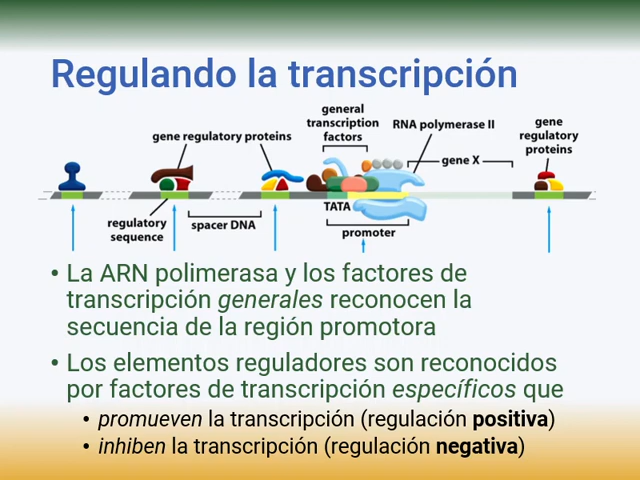 Regulando la transcripción
general
transcription
factors
RNA polymerase II
gene
regulatory
proteins
gene regulatory proteins
gene X
TATA
regulatory
sequence
spacer DNA
promoter
• La ARN polimerasa y los factores de
transcripción generales reconocen la
secuencia de la región promotora
• Los elementos reguladores son reconocidos
por factores de transcripción específicos que
• promueven la transcripción (regulación positiva)
• inhiben la transcripción (regulación negativa)